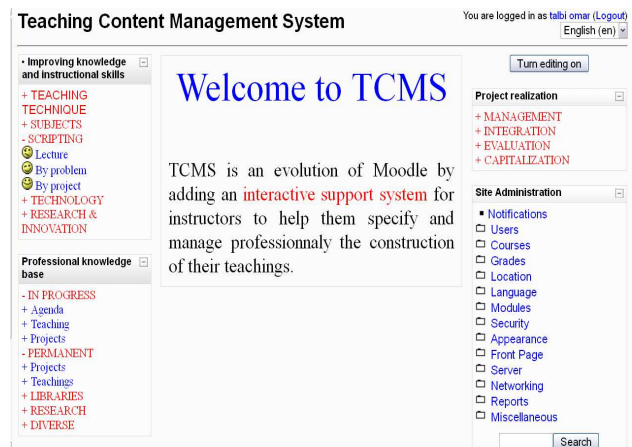 Teaching Content Management System
You are logged in as talbi omar (Logout)
English (en)
• Improving knowledge
and instructional skills
+ TEACHING
TECHNIQUE
+ SUBJECTS
- SCRIPTING
Lecture
By problem
By project
+ TECHNOLOGY
+ RESEARCH &
INNOVATION
Professional knowledge
base
- IN PROGRESS
+ Agenda
+ Teaching
+ Projects
- PERMANENT
+ Projects
+ Teachings
+ LIBRARIES
+ RESEARCH
+ DIVERSE
Welcome to TCMS
TCMS is an evolution of Moodle by
adding an interactive support system for
instructors to help them specify and
manage professionnaly the construction
of their teachings.
Turn editing on
Project realization
+ MANAGEMENT
+ INTEGRATION
+ EVALUATION
+ CAPITALIZATION
Site Administration
Notifications
Users
Courses
Grades
Location
Language
Modules
Security
Appearance
Front Page
Server
Networking
Reports
Miscellaneous
Search